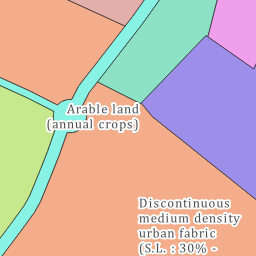 Arable land
(annual crops)
Discontinuous
medium density
urban fabric
(S.L. : 30% -